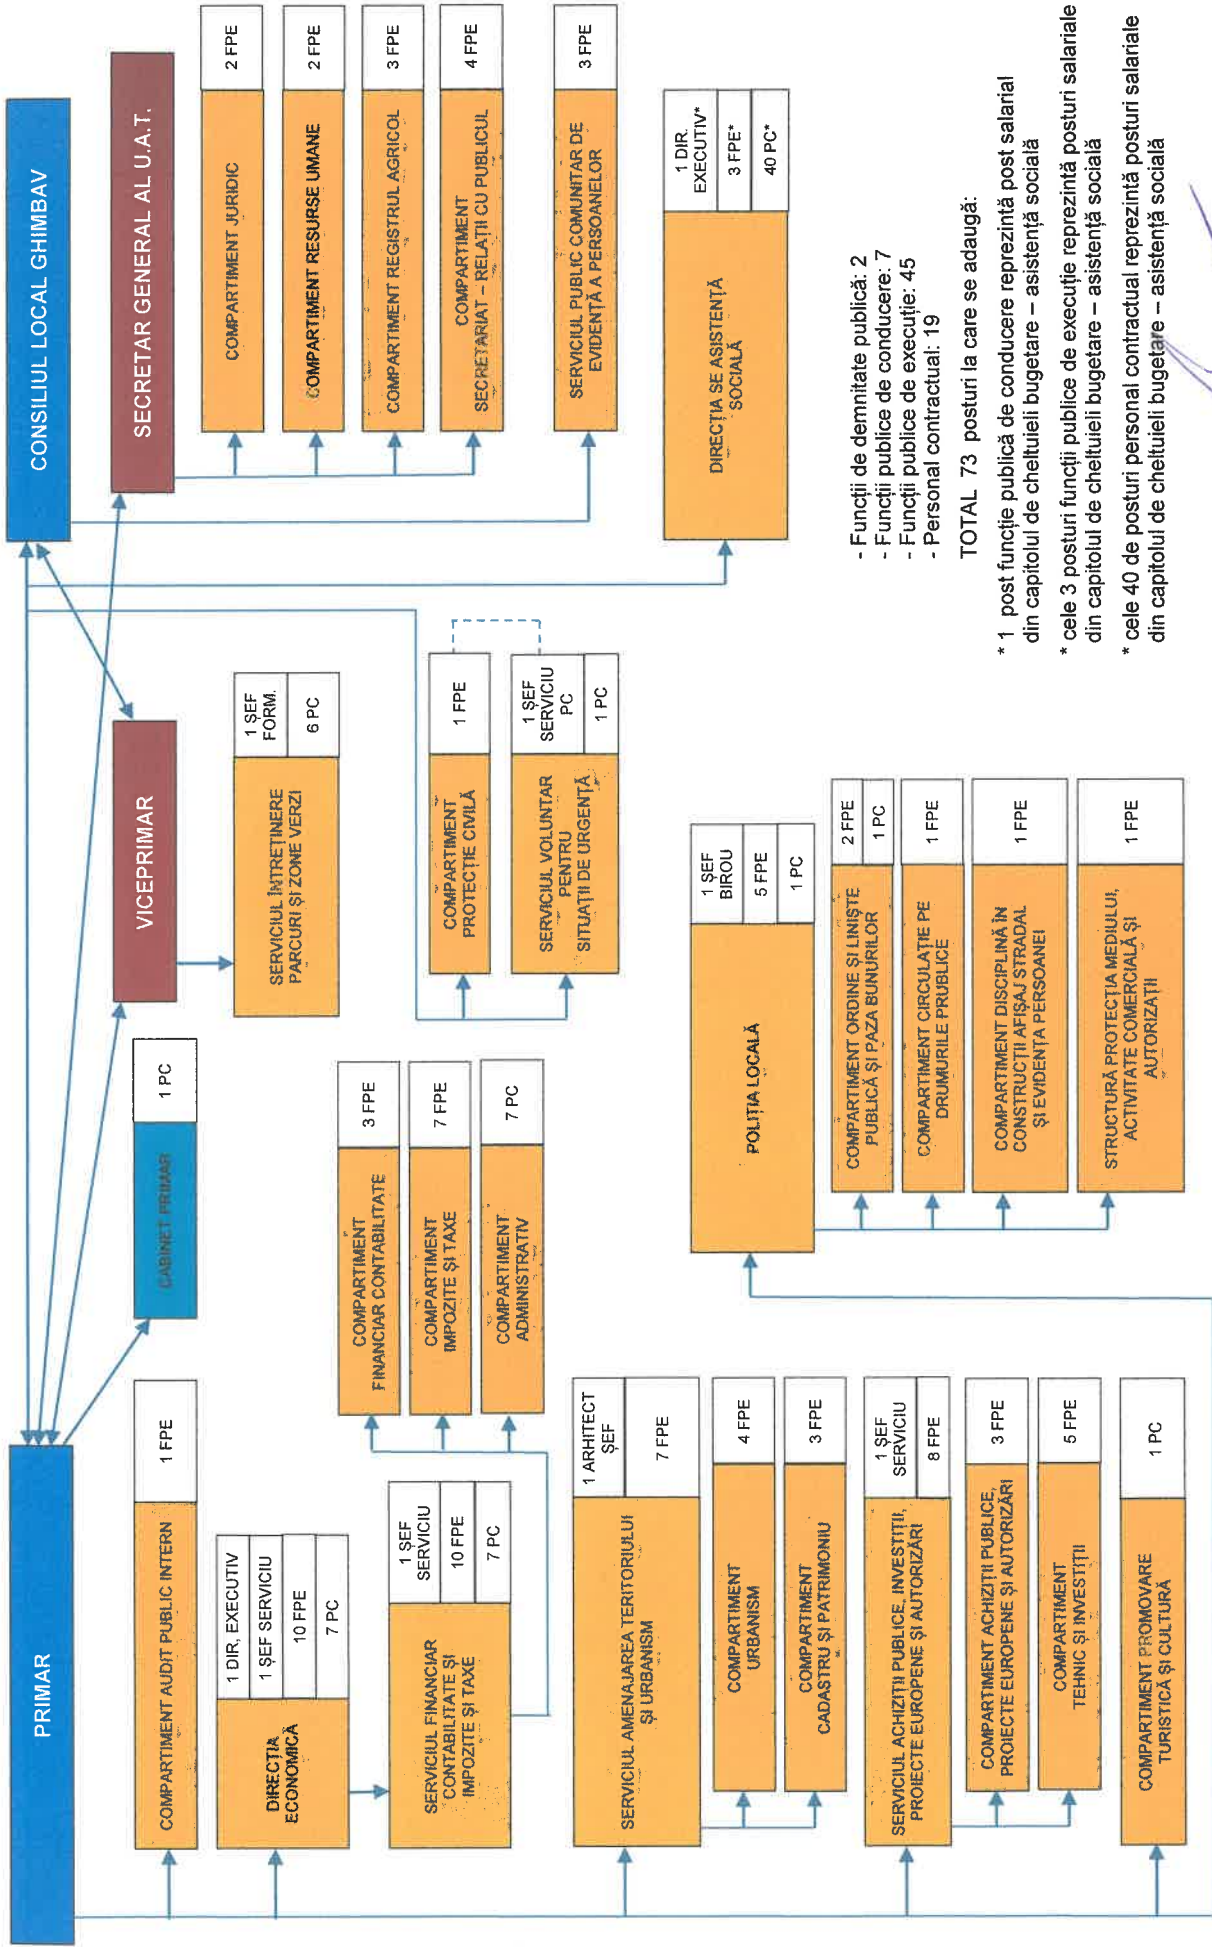 PRIMAR
CONSILIUL LOCAL GHIMBAV
CABINET PRIMAR
1 PC
VICEPRIMAR
SECRETAR GENERAL AL U.A.T.
COMPARTIMENT AUDIT PUBLIC INTERN
1 FPE
DIRECȚIA
ECONOMICĂ
1 DIR, EXECUTIV
1 ȘEF SERVICIU
10 FPE
7 PC
SERVICIUL FINANCIAR
CONTABILITATE ȘI
IMPOZITE ȘI TAXE
1 ȘEF
SERVICIU
10 FPE
7 PC
COMPARTIMENT
FINANCIAR CONTABILITATE
3 FPE
COMPARTIMENT
IMPOZITE ȘI TAXE
7 FPE
COMPARTIMENT
ADMINISTRATIV
7 PC
SERVICIUL AMENAJAREA TERITORIULUI
ȘI URBANISM
1 ARHITECT
ȘEF
7 FPE
COMPARTIMENT
URBANISM
4 FPE
COMPARTIMENT
CADASTRU ȘI PATRIMONIU
3 FPE
SERVICIUL ACHIZIȚII PUBLICE, INVESTIȚII,
PROIECTE EUROPENE ȘI AUTORIZĂRI
1 ȘEF
SERVICIU
8 FPE
COMPARTIMENT ACHIZIȚII PUBLICE,
PROIECTE EUROPENE ȘI AUTORIZĂRI
3 FPE
COMPARTIMENT
TEHNIC ȘI INVESTIȚII
5 FPE
COMPARTIMENT PROMOVARE
TURISTICĂ ȘI CULTURĂ
1 PC
SERVICIUL ÎNTREȚINERE
PARCURI ȘI ZONE VERZI
1 ȘEF
FORM.
6 PC
COMPARTIMENT
PROTECȚIE CIVILĂ
1 FPE
SERVICIUL VOLUNTAR
PENTRU
SITUAȚII DE URGENȚĂ
1 ȘEF
SERVICIU
PC
1 PC
POLIȚIA LOCALĂ
1 ȘEF
BIROU
5 FPE
1 PC
COMPARTIMENT ORDINE ȘI LINIȘTE
PUBLICĂ ȘI PAZA BUNURILOR
2 FPE
1 PC
COMPARTIMENT CIRCULAȚIE PE
DRUMURILE PRUBLICE
1 FPE
COMPARTIMENT DISCIPLINĂ ÎN
CONSTRUCȚII AFIȘAJ STRADAL
ȘI EVIDENȚA PERSOANEI
1 FPE
STRUCTURĂ PROTECȚIA MEDIULUI,
ACTIVITATE COMERCIALĂ ȘI
AUTORIZAȚII
1 FPE
COMPARTIMENT JURIDIC
2 FPE
COMPARTIMENT RESURSE UMANE
2 FPE
COMPARTIMENT REGISTRUL AGRICOL
3 FPE
COMPARTIMENT
SECRETARIAT – RELAȚII CU PUBLICUL
4 FPE
SERVICIUL PUBLIC COMUNITAR DE
EVIDENȚĂ A PERSOANELOR
3 FPE
DIRECȚIA SE ASISTENȚĂ
SOCIALĂ
1 DIR.
EXECUTIV*
3 FPE*
40 PC*
- Funcții de demnitate publică: 2
- Funcții publice de conducere: 7
- Funcții publice de execuție: 45
- Personal contractual: 19
TOTAL 73 posturi la care se adaugă:
* 1 post funcție publică de conducere reprezintă post salarial
din capitolul de cheltuieli bugetare – asistență socială
* cele 3 posturi funcții publice de execuție reprezintă posturi salariale
din capitolul de cheltuieli bugetare – asistență socială
* cele 40 de posturi personal contractual reprezintă posturi salariale
din capitolul de cheltuieli bugetare – asistență socială